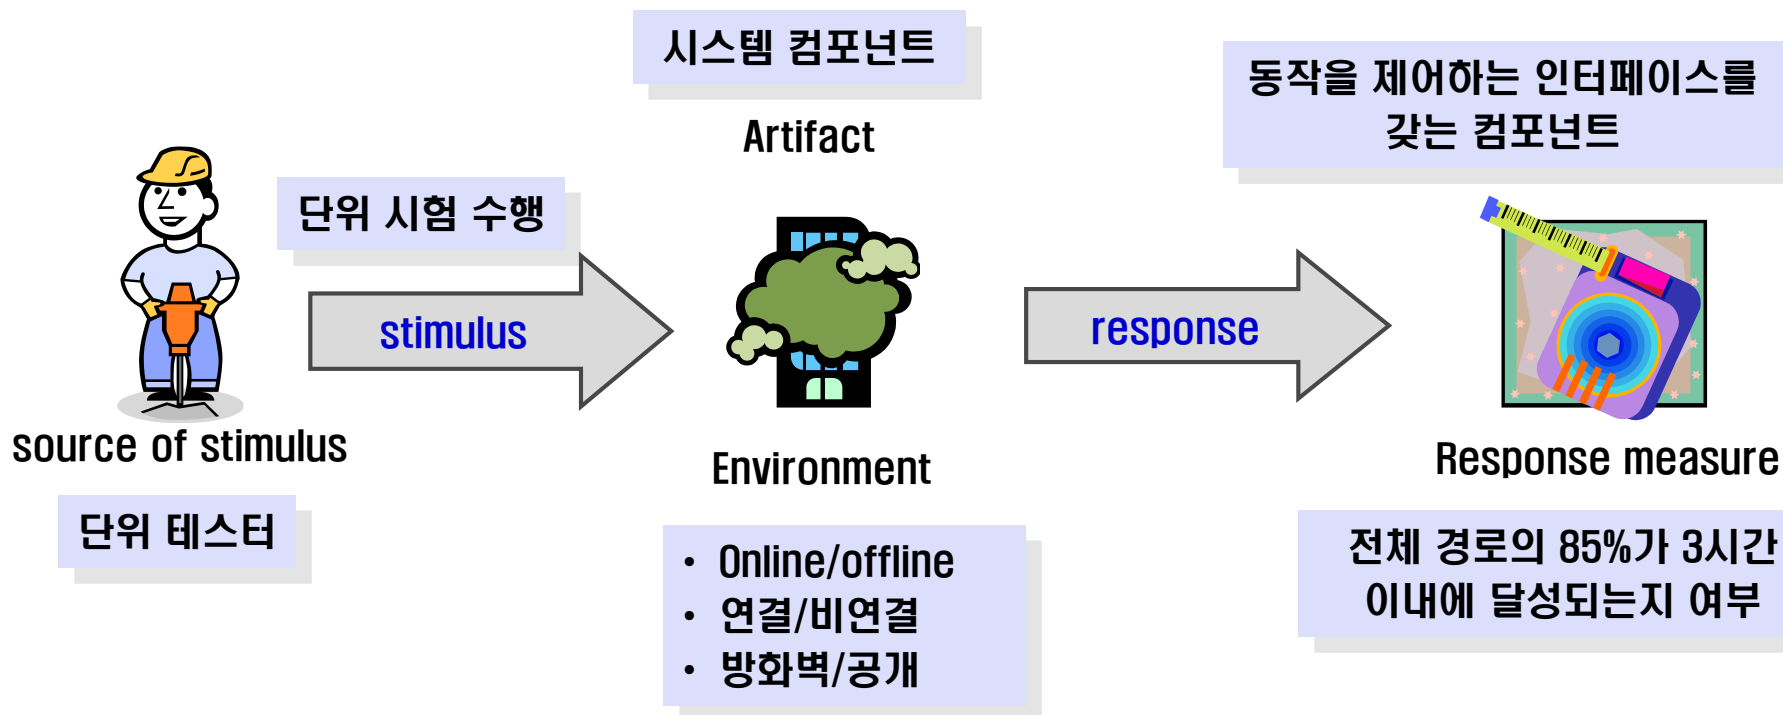 시스템 컴포넌트
Artifact
동작을 제어하는 인터페이스를
갖는 컴포넌트
단위 시험 수행
stimulus
response
source of stimulus
단위 테스터
Environment
• Online/offline
• 연결/비연결
• 방화벽/공개
Response measure
전체 경로의 85%가 3시간
이내에 달성되는지 여부